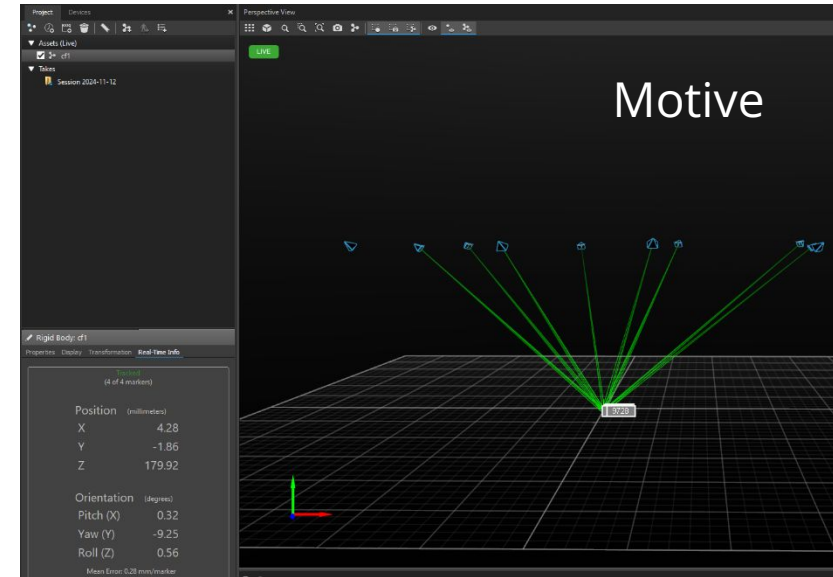 Project Devices
Perspective View
Assets (Live)
cf1
Takes
Session 2024-11-12
LIVE
Motive
Rigid Body: cf1
Properties Display Transformation Real-Time Info
Tracked
(4 of 4 markers)
Position (millimeters)
X 4.28
Y -1.86
Z 179.92
Orientation (degrees)
Pitch (X) 0.32
Yaw (Y) -9.25
Roll (Z) 0.56
Mean Error: 0.28 mm/marker